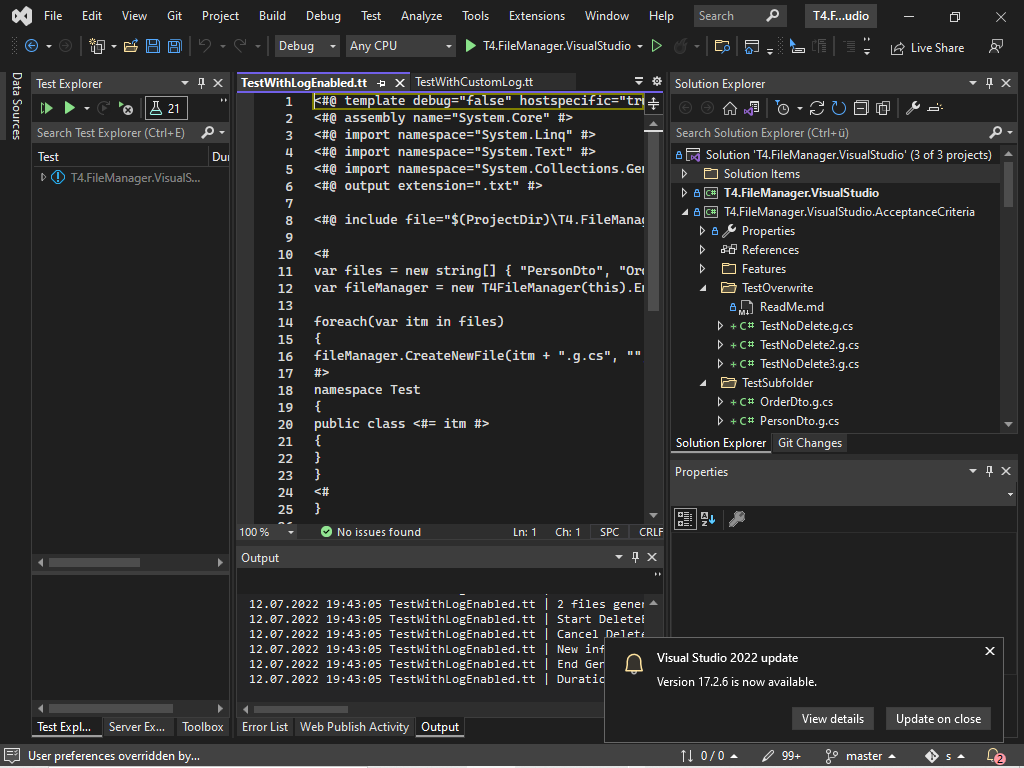 File Edit View Git Project Build Debug Test Analyze Tools Extensions Window Help Search T4.F...udio
Debug Any CPU T4.FileManager.VisualStudio Live Share
Data Sources
Test Explorer
21
Search Test Explorer (Ctrl+E)
Test Dur
T4.FileManager.VisualS...
TestWithLogEnabled.tt TestWithCustomLog.tt
1 <#@ template debug="false" hostspecific="tr
2 <#@ assembly name="System.Core" #>
3 <#@ import namespace="System.Linq" #>
4 <#@ import namespace="System.Text" #>
5 <#@ import namespace="System.Collections.Gen
6 <#@ output extension=".txt" #>
7
8 <#@ include file="$(ProjectDir)\T4.FileManag
9
10 <#
11 var files = new string[] { "PersonDto", "Or
12 var fileManager = new T4FileManager(this).En
13
14 foreach(var itm in files)
15 {
16 fileManager.CreateNewFile(itm + ".g.cs", ""
17 #>
18 namespace Test
19 {
20 public class <#= itm #>
21 {
22 }
23 }
24 <#
25 }
100 % No issues found Ln: 1 Ch: 1 SPC CRLF
Output
12.07.2022 19:43:05 TestWithLogEnabled.tt | 2 files gener
12.07.2022 19:43:05 TestWithLogEnabled.tt | Start DeleteE
12.07.2022 19:43:05 TestWithLogEnabled.tt | Cancel Delete
12.07.2022 19:43:05 TestWithLogEnabled.tt | New inf
12.07.2022 19:43:05 TestWithLogEnabled.tt | End Gen
12.07.2022 19:43:05 TestWithLogEnabled.tt | Duratio
Solution Explorer
Search Solution Explorer (Ctrl+ü)
Solution 'T4.FileManager.VisualStudio' (3 of 3 projects)
Solution Items
T4.FileManager.VisualStudio
T4.FileManager.VisualStudio.AcceptanceCriteria
Properties
References
Features
TestOverwrite
ReadMe.md
TestNoDelete.g.cs
TestNoDelete2.g.cs
TestNoDelete3.g.cs
TestSubfolder
OrderDto.g.cs
PersonDto.g.cs
Solution Explorer Git Changes
Properties
Visual Studio 2022 update
Version 17.2.6 is now available.
View details Update on close
Test Expl... Server Ex... Toolbox Error List Web Publish Activity Output
User preferences overridden by... 0 / 0 99+ master s 2